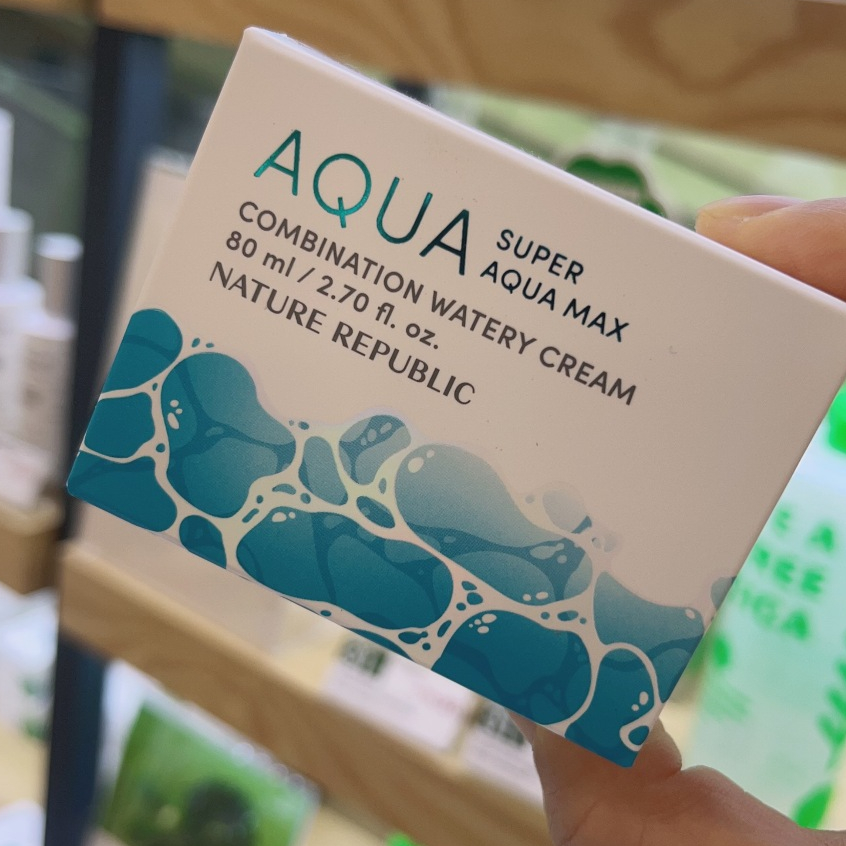 AQUA
SUPER
AQUA MAX
COMBINATION WATERY CREAM
80 ml / 2.70 fl. oz.
NATURE REPUBLIC